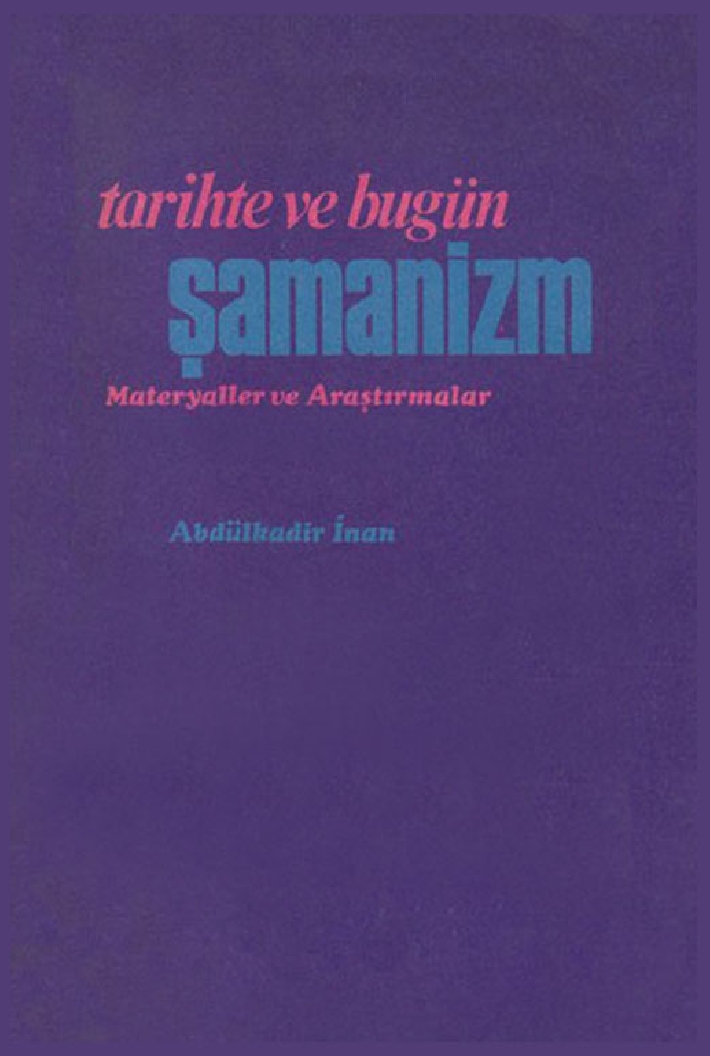 tarihte ve bugün
şamanizm
Materyaller ve Araştırmalar
Abdülkadir İnan